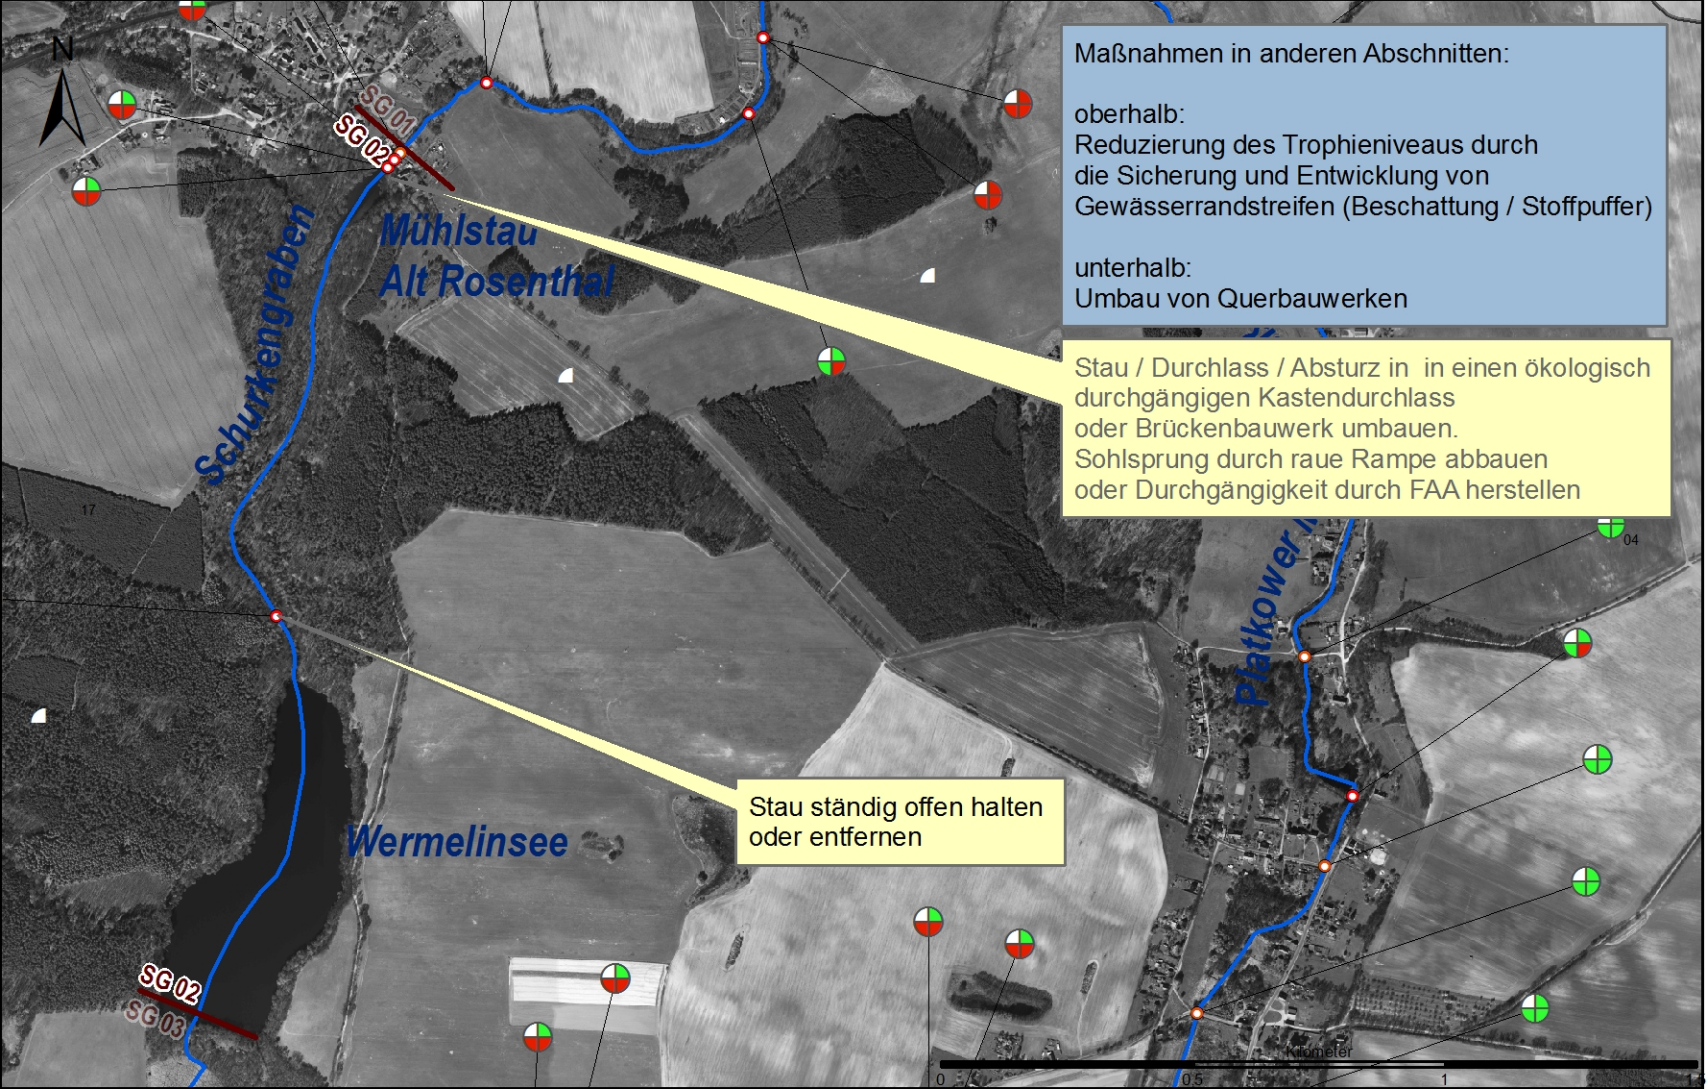 N
Maßnahmen in anderen Abschnitten:
oberhalb:
Reduzierung des Trophieniveaus durch
die Sicherung und Entwicklung von
Gewässerrandstreifen (Beschattung / Stoffpuffer)
unterhalb:
Umbau von Querbauwerken
SG 01
SG 02
Mühlstau
Alt Rosenthal
Schurkengraben
Stau / Durchlass / Absturz in  in einen ökologisch
durchgängigen Kastendurchlass
oder Brückenbauwerk umbauen.
Sohlsprung durch raue Rampe abbauen
oder Durchgängigkeit durch FAA herstellen
17
04
Platkower
Stau ständig offen halten
oder entfernen
Wermelinsee
SG 02
SG 03
Kilometer
0
0.5
1